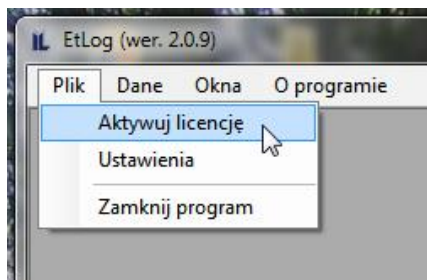 EtLog (wer. 2.0.9)
Plik Dane Okna O programie
Aktywuj licencję
Ustawienia
Zamknij program